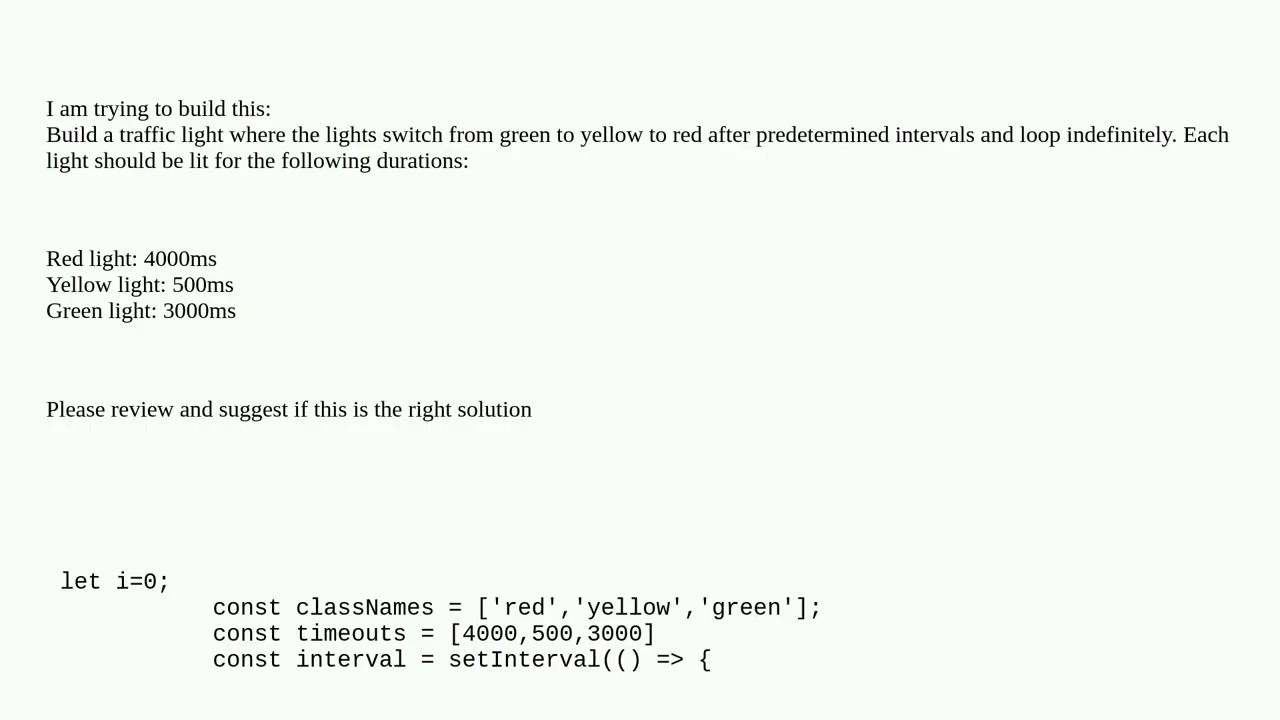 I am trying to build this:
Build a traffic light where the lights switch from green to yellow to red after predetermined intervals and loop indefinitely. Each
light should be lit for the following durations:
Red light: 4000ms
Yellow light: 500ms
Green light: 3000ms
Please review and suggest if this is the right solution
let i=0;
const classNames = ['red','yellow','green'];
const timeouts = [4000,500,3000]
const interval = setInterval(() => {